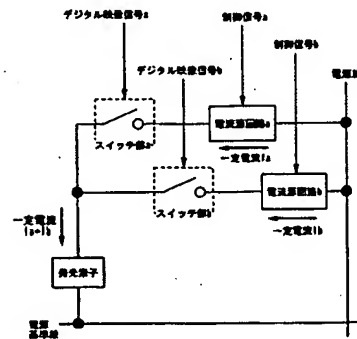 デジタル映像信号a
制御信号a
デジタル映像信号b
制御信号b
電源線
電流源回路a
スイッチ部a
一定電流Ia
電流源回路b
スイッチ部b
一定電流Ib
一定電流
Ia+Ib
発光素子
電源
基準線